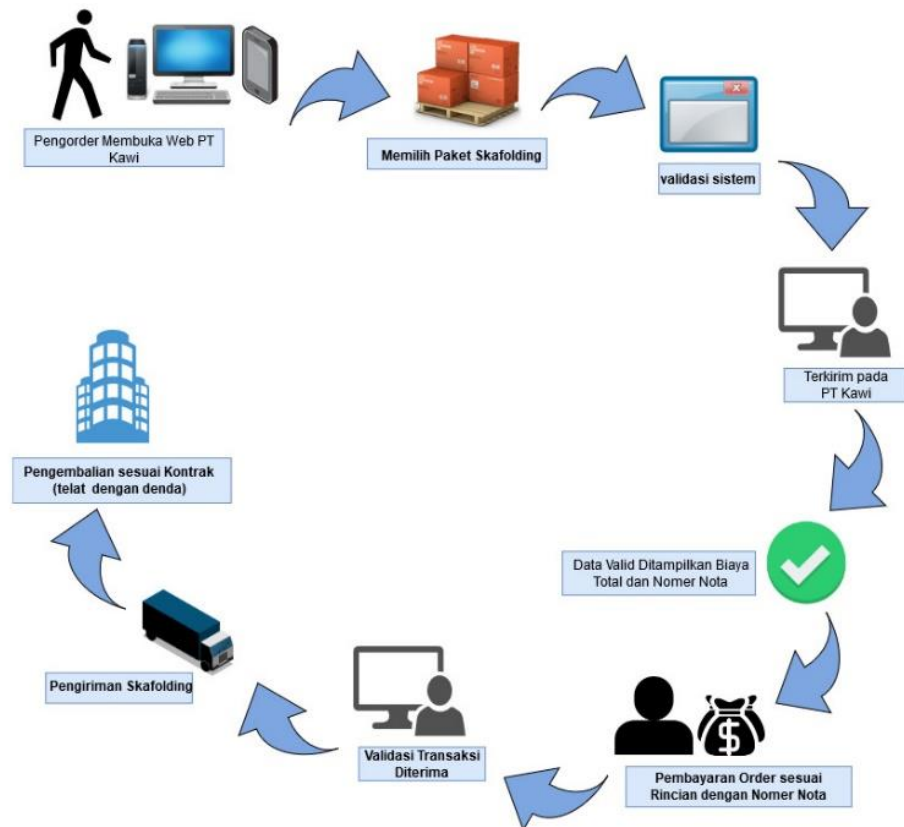 Pengorder Membuka Web PT
Kawi
Memilih Paket Skafolding
validasi sistem
Terkirim pada
PT Kawi
Data Valid Ditampilkan Biaya
Total dan Nomer Nota
Pembayaran Order sesuai
Rincian dengan Nomer Nota
Validasi Transaksi
Diterima
Pengiriman Skafolding
Pengembalian sesuai Kontrak
(telat dengan denda)